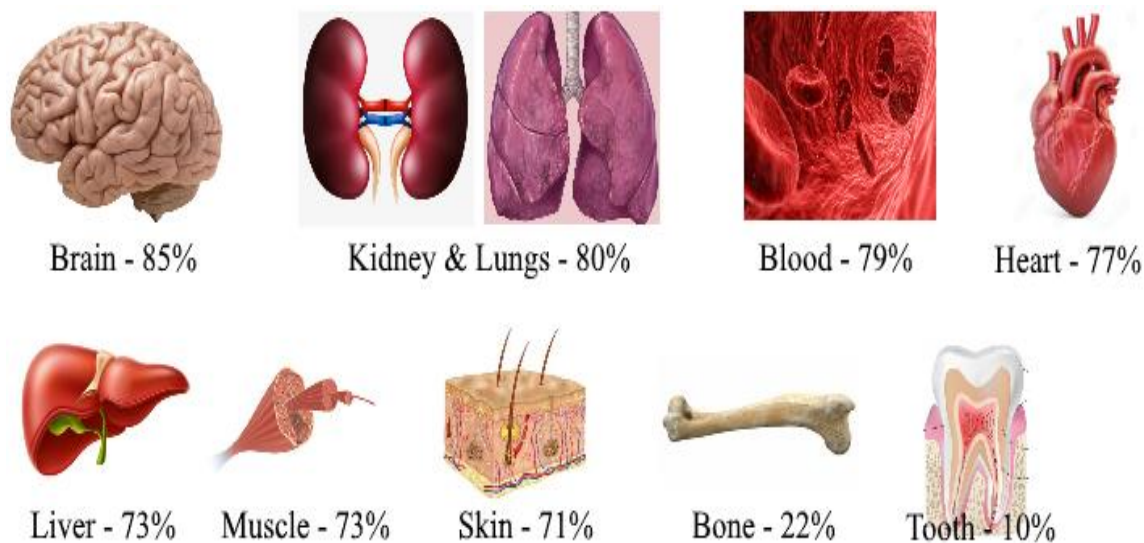 Brain - 85%
Kidney & Lungs - 80%
Blood - 79%
Heart - 77%
Liver - 73%
Muscle - 73%
Skin - 71%
Bone - 22%
Tooth - 10%